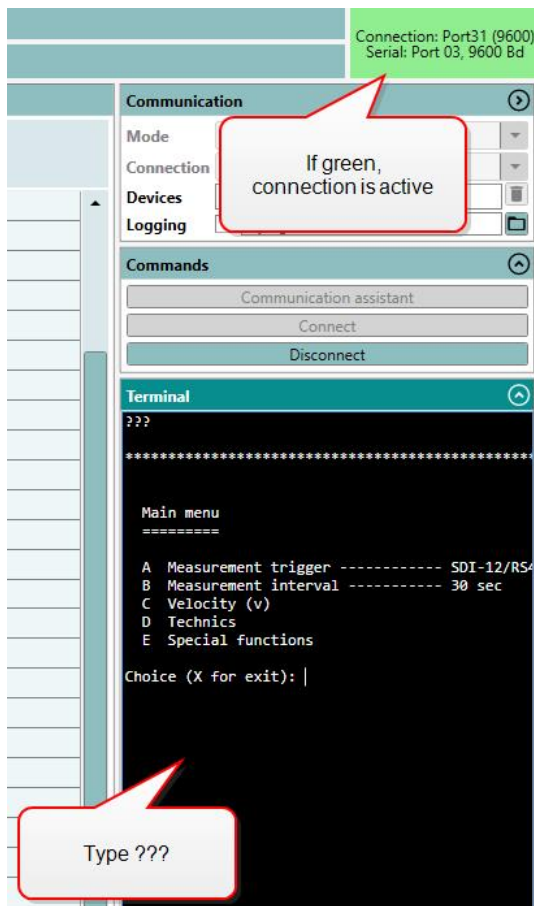 Connection: Port31 (9600)
Serial: Port 03, 9600 Bd
Communication
Mode
If green,
connection is active
Connection
Devices
Logging
Commands
Communication assistant
Connect
Disconnect
Terminal
???
**************************************************
Main menu
=========
A Measurement trigger ------------ SDI-12/RS4
B Measurement interval ----------- 30 sec
C Velocity (v)
D Technics
E Special functions
Choice (X for exit):
Type ???